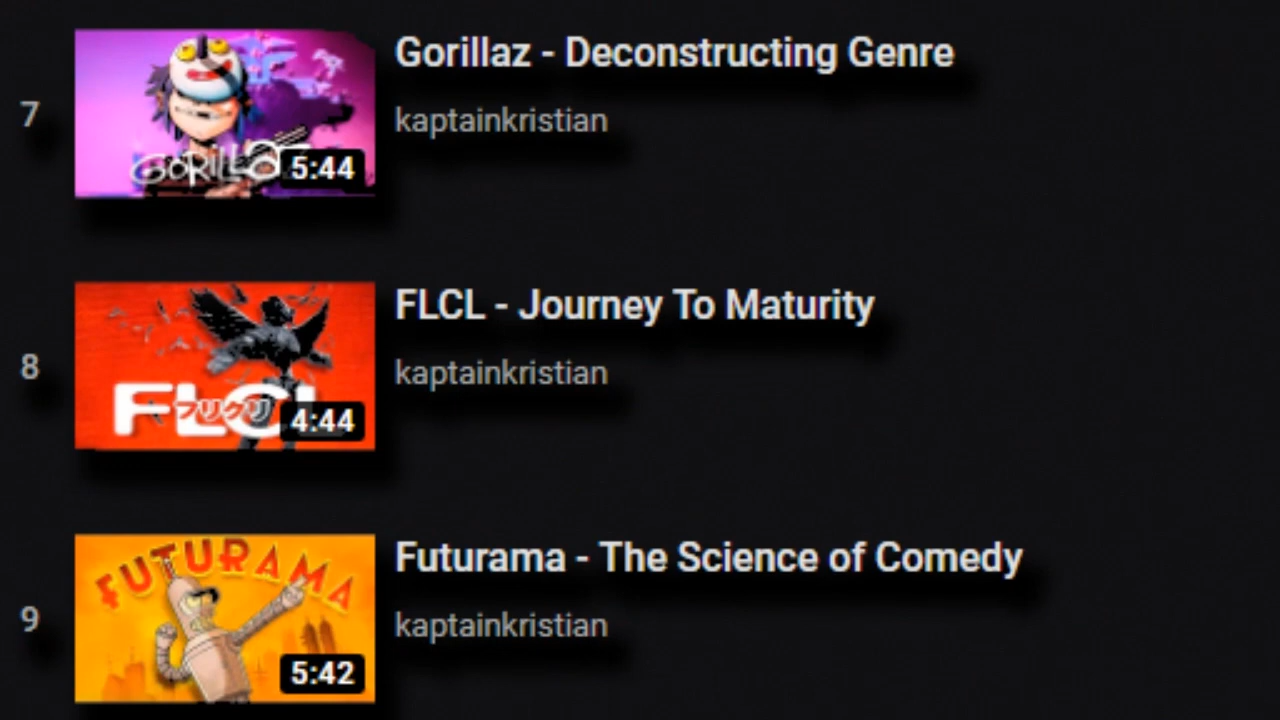 7
GORILLAZ
5:44
Gorillaz - Deconstructing Genre
kaptainkristian
8
FLCL
フリクリ
4:44
FLCL - Journey To Maturity
kaptainkristian
9
FUTURAMA
5:42
Futurama - The Science of Comedy
kaptainkristian